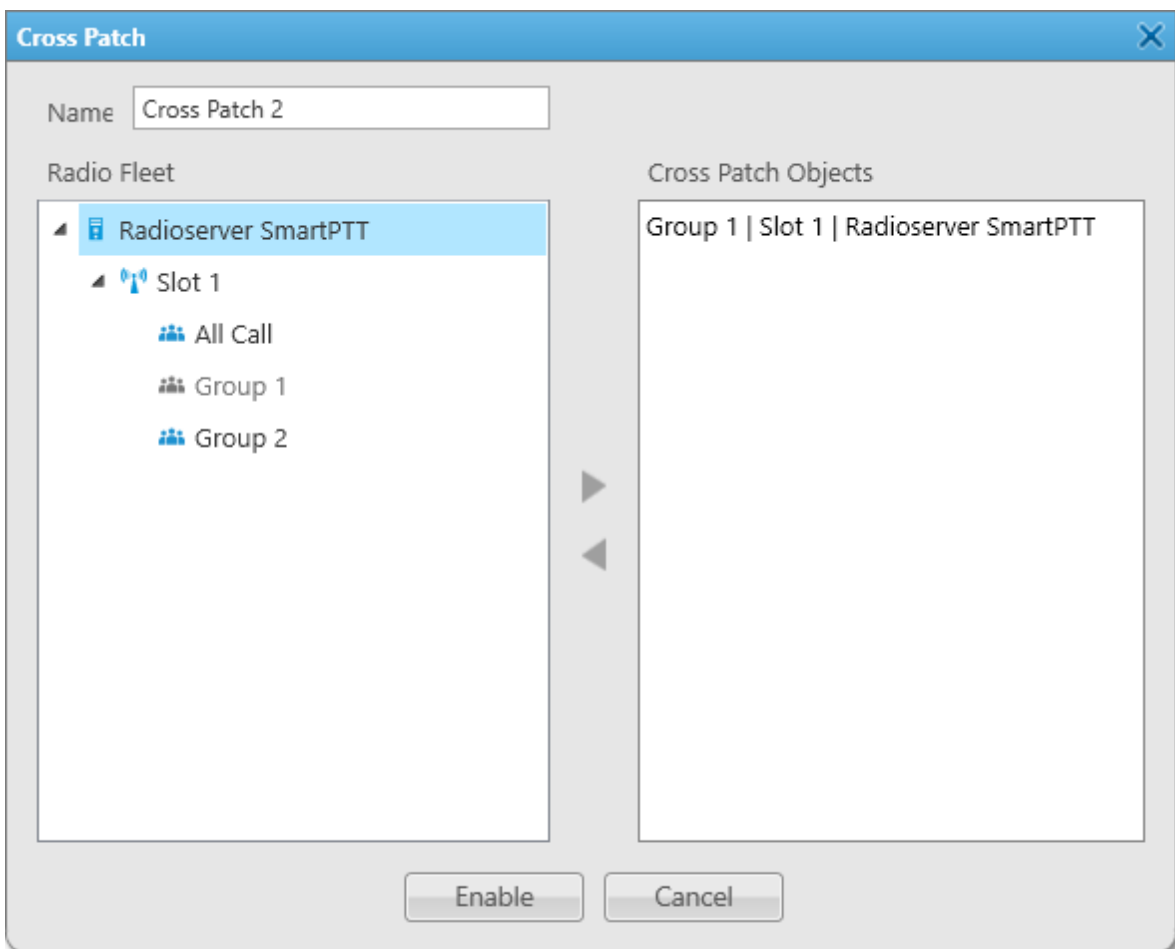 Cross Patch
Name Cross Patch 2
Radio Fleet
Radioserver SmartPTT
Slot 1
All Call
Group 1
Group 2
Cross Patch Objects
Group 1 | Slot 1 | Radioserver SmartPTT
Enable
Cancel